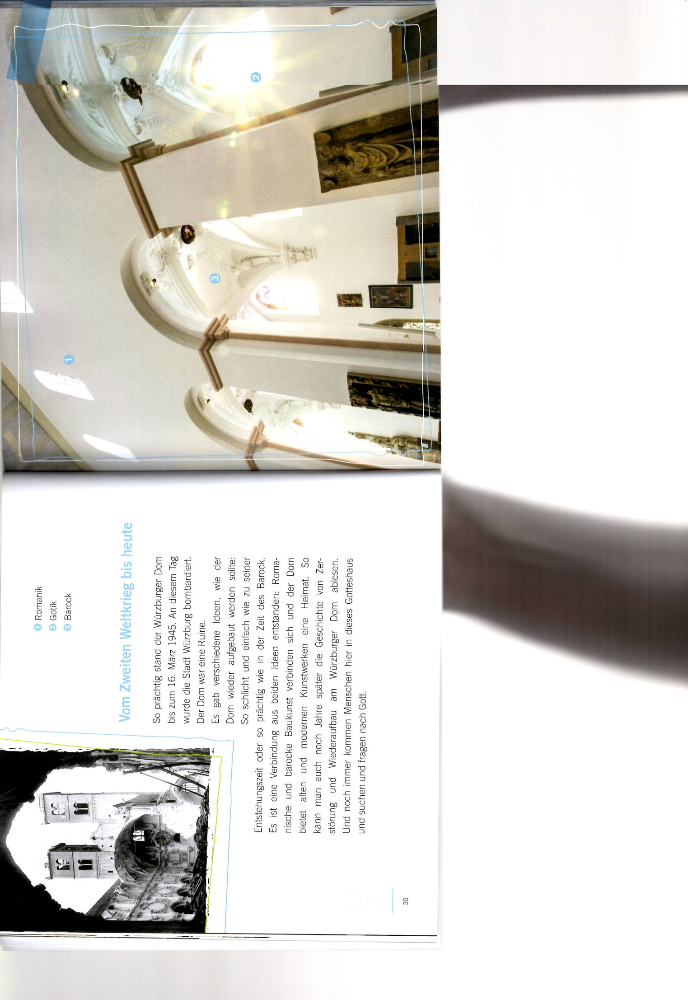 1 Romanik
2 Gotik
3 Barock
Vom Zweiten Weltkrieg bis heute
So prächtig stand der Würzburger Dom
bis zum 16. März 1945. An diesem Tag
wurde die Stadt Würzburg bombardiert.
Der Dom war eine Ruine.
Es gab verschiedene Ideen, wie der
Dom wieder aufgebaut werden sollte:
So schlicht und einfach wie zu seiner
Entstehungszeit oder so prächtig wie in der Zeit des Barock.
Es ist eine Verbindung aus beiden Ideen entstanden: Roma-
nische und barocke Baukunst verbinden sich und der Dom
bietet alten und modernen Kunstwerken eine Heimat. So
kann man auch noch Jahre später die Geschichte von Zer-
störung und Wiederaufbau am Würzburger Dom ablesen.
Und noch immer kommen Menschen hier in dieses Gotteshaus
und suchen und fragen nach Gott.
30
1
3
2